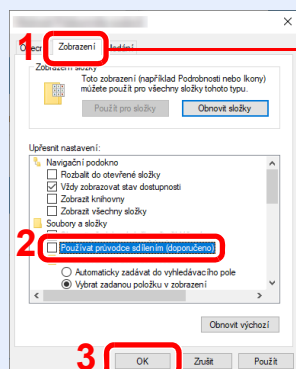 1
Zobrazení
Zobrazení složky
Toto zobrazení (například Podrobnosti nebo Ikony)
můžete použít pro všechny složky tohoto typu.
Použít pro složky
Obnovit složky
Upřesnit nastavení:
Navigační podokno
Rozbalit do otevřené složky
Vždy zobrazovat stav dostupnosti
Zobrazit knihovny
Zobrazit všechny složky
Soubory a složky
2
Používat průvodce sdílením (doporučeno)
Automaticky zadávat do vyhledávacího pole
Vybrat zadanou položku v zobrazení
Obnovit výchozí
3
OK
Zrušit
Použít